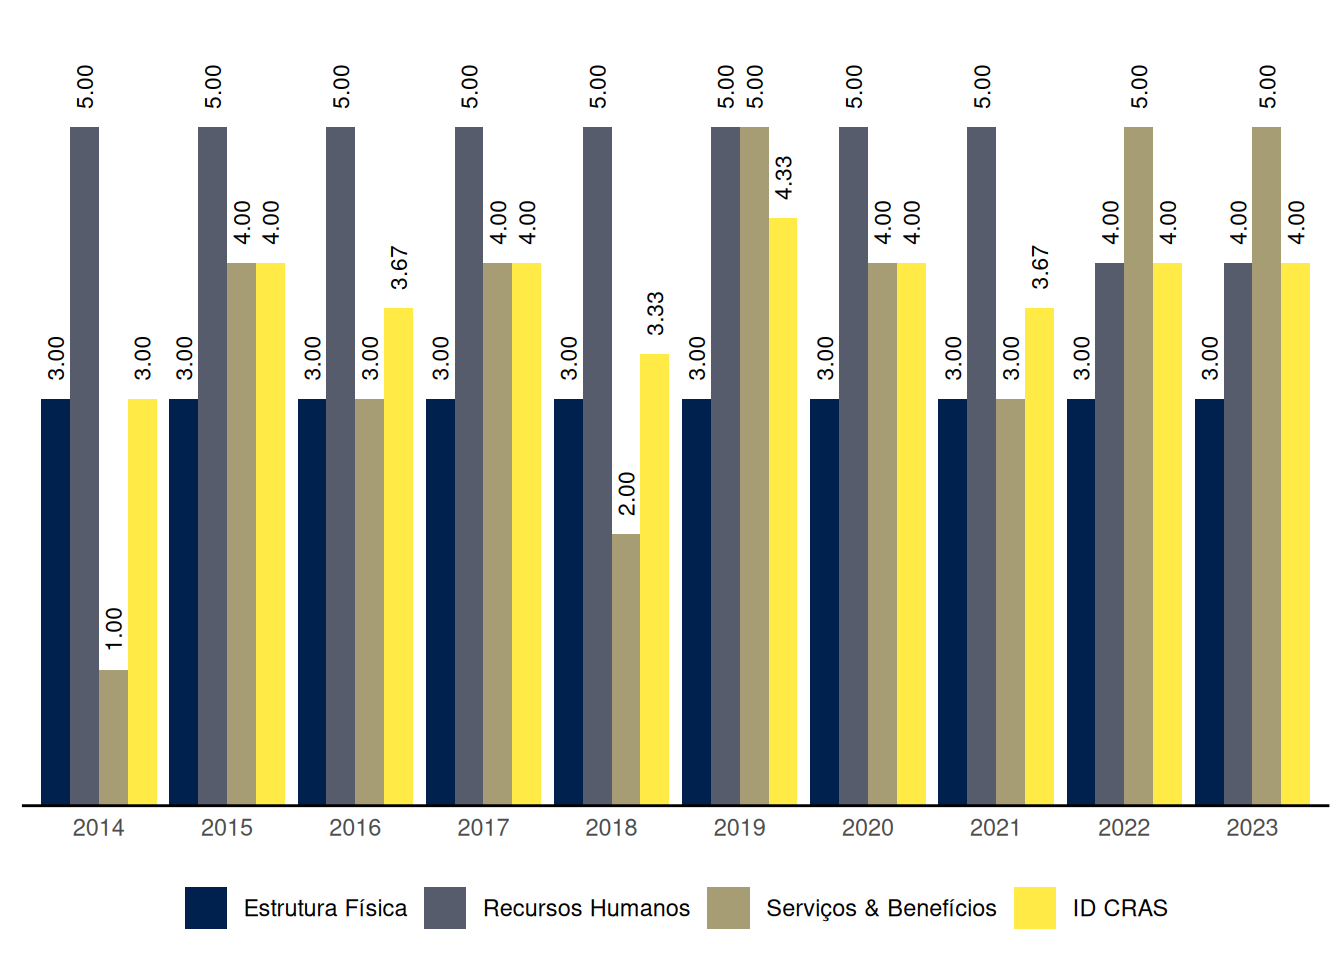 5.00 5.00 5.00 5.00 5.00 5.00 5.00 5.00 5.00 5.00 5.00
4.33
4.00 4.00 4.00 4.00 4.00 4.00 4.00 4.00 4.00 4.00
3.67 3.67
3.00 3.00 3.00 3.00 3.00 3.00 3.00 3.00 3.00 3.00 3.00 3.00 3.00
3.33
2.00
1.00
2014 2015 2016 2017 2018 2019 2020 2021 2022 2023
Estrutura Física Recursos Humanos Serviços & Benefícios ID CRAS